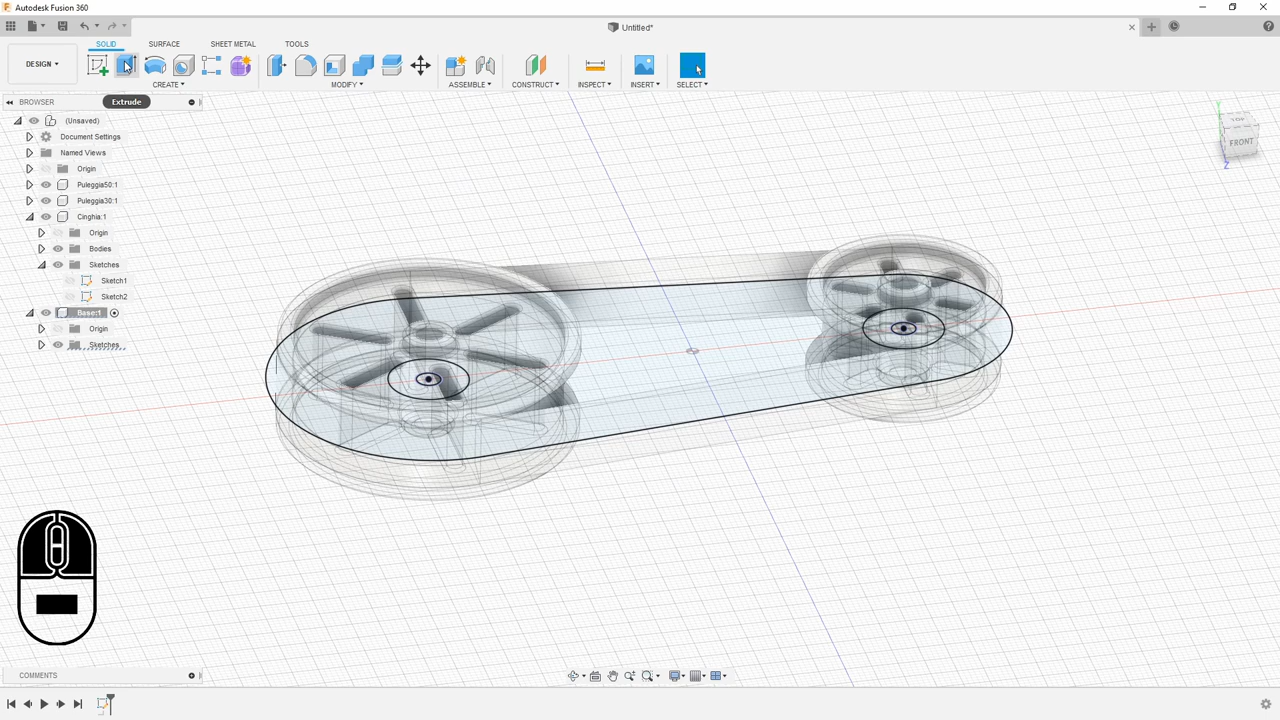 Autodesk Fusion 360
Untitled*
SOLID SURFACE SHEET METAL TOOLS
DESIGN
CREATE MODIFY ASSEMBLE CONSTRUCT INSPECT INSERT SELECT
BROWSER
Extrude
(Unsaved)
Document Settings
Named Views
Origin
Puleggia50:1
Puleggia30:1
Cinghia:1
Origin
Bodies
Sketches
Sketch1
Sketch2
Base:1
Origin
Sketches
TOP
FRONT
Y
Z
COMMENTS